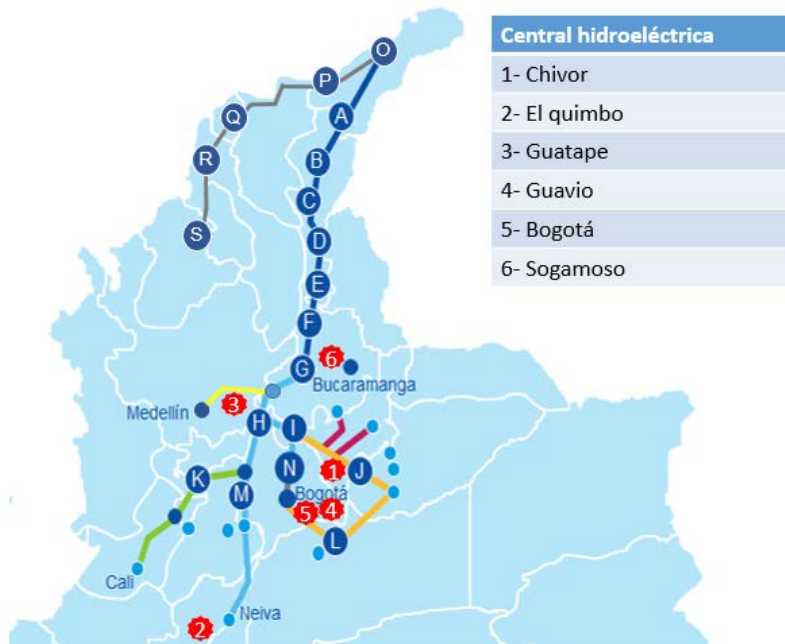 Central hidroeléctrica
1- Chivor
2- El quimbo
3- Guatape
4- Guavio
5- Bogotá
6- Sogamoso
O
P
A
Q
B
R
C
S
D
E
F
6
G
Bucaramanga
Medellín
3
H
I
1
J
K
N
M
Bogotá
5
4
L
Cali
Neiva
2